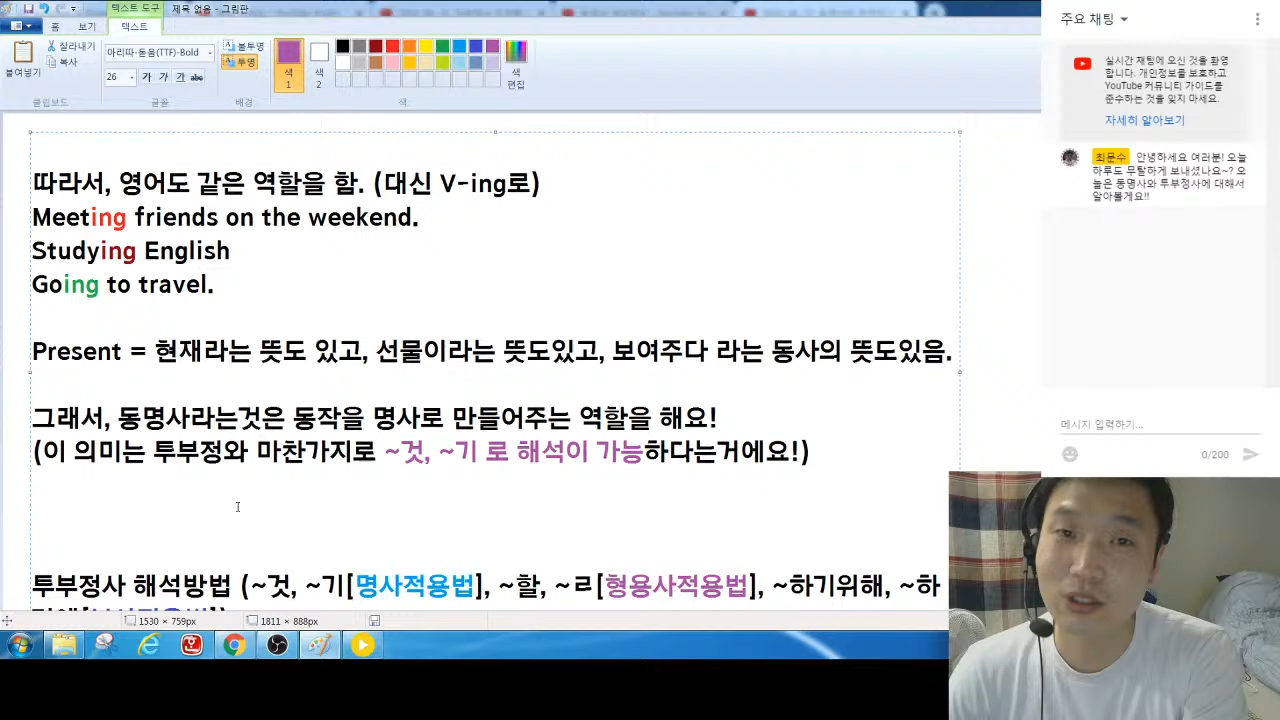 텍스트 도구
제목 없음 - 그림판
홈
보기
텍스트
붙여넣기
잘라내기
복사
클립보드
아리따-돋움(TTF)-Bold
26
가 가 가 abc
글꼴
불투명
투명
배경
색 1
색 2
색 편집
색
따라서, 영어도 같은 역할을 함. (대신 V-ing로)
Meeting friends on the weekend.
Studying English
Going to travel.
Present = 현재라는 뜻도 있고, 선물이라는 뜻도있고, 보여주다 라는 동사의 뜻도있음.
그래서, 동명사라는것은 동작을 명사로 만들어주는 역할을 해요!
(이 의미는 투부정와 마찬가지로 ~것, ~기 로 해석이 가능하다는거에요!)
투부정사 해석방법 (~것, ~기[명사적용법], ~할, ~ㄹ[형용사적용법], ~하기위해, ~하
1530 × 759px
1811 × 888px
주요 채팅
실시간 채팅에 오신 것을 환영
합니다. 개인정보를 보호하고
YouTube 커뮤니티 가이드를
준수하는 것을 잊지 마세요.
자세히 알아보기
최문수 안녕하세요 여러분! 오늘
하루도 무탈하게 보내셨나요~? 오
늘은 동명사와 투부정사에 대해서
알아볼게요!!
메시지 입력하기...
0/200